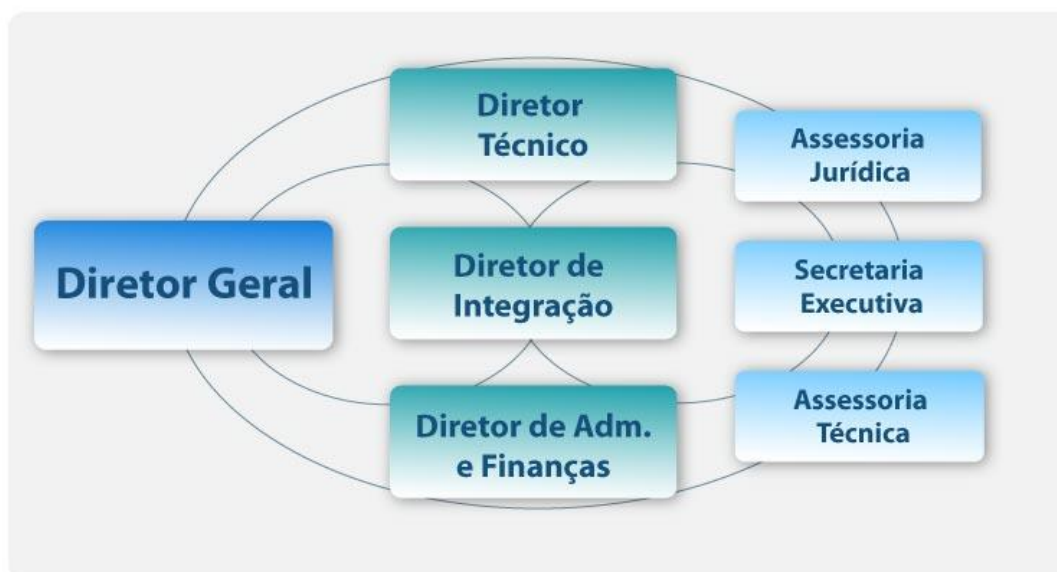 Diretor
Técnico
Assessoria
Jurídica
Diretor Geral
Diretor de
Integração
Secretaria
Executiva
Diretor de Adm.
e Finanças
Assessoria
Técnica